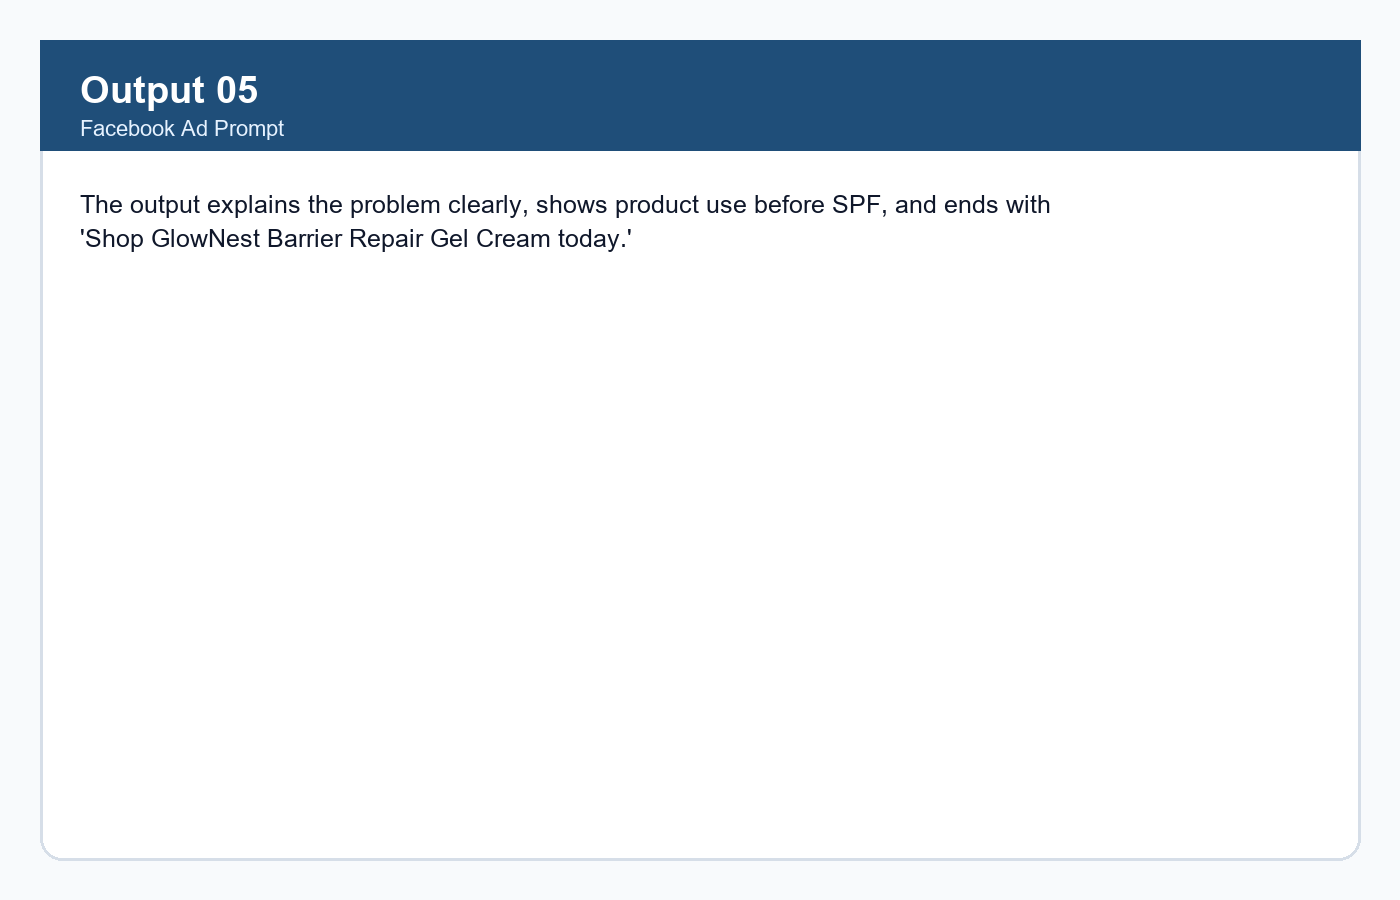 Output 05
Facebook Ad Prompt
The output explains the problem clearly, shows product use before SPF, and ends with
'Shop GlowNest Barrier Repair Gel Cream today.'